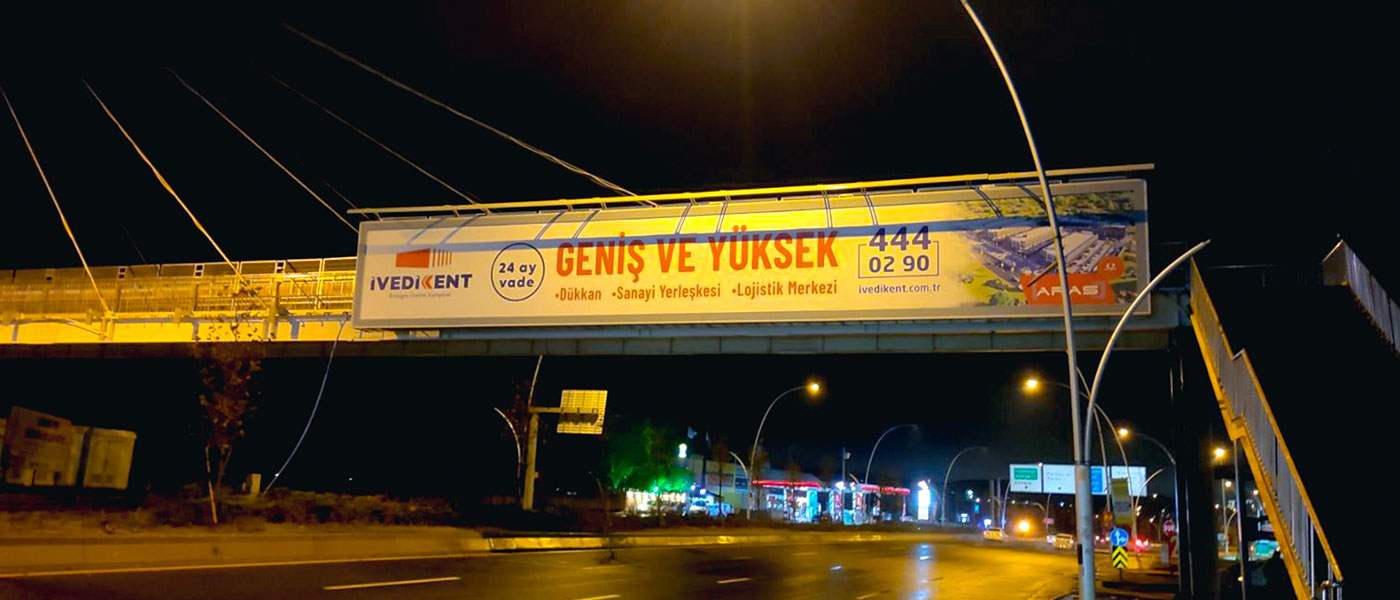 İVEDİKENT
24 ay
vade
GENİŞ VE YÜKSEK
•Dükkan •Sanayi Yerleşkesi •Lojistik Merkezi
444
02 90
ivedikent.com.tr
ARAS